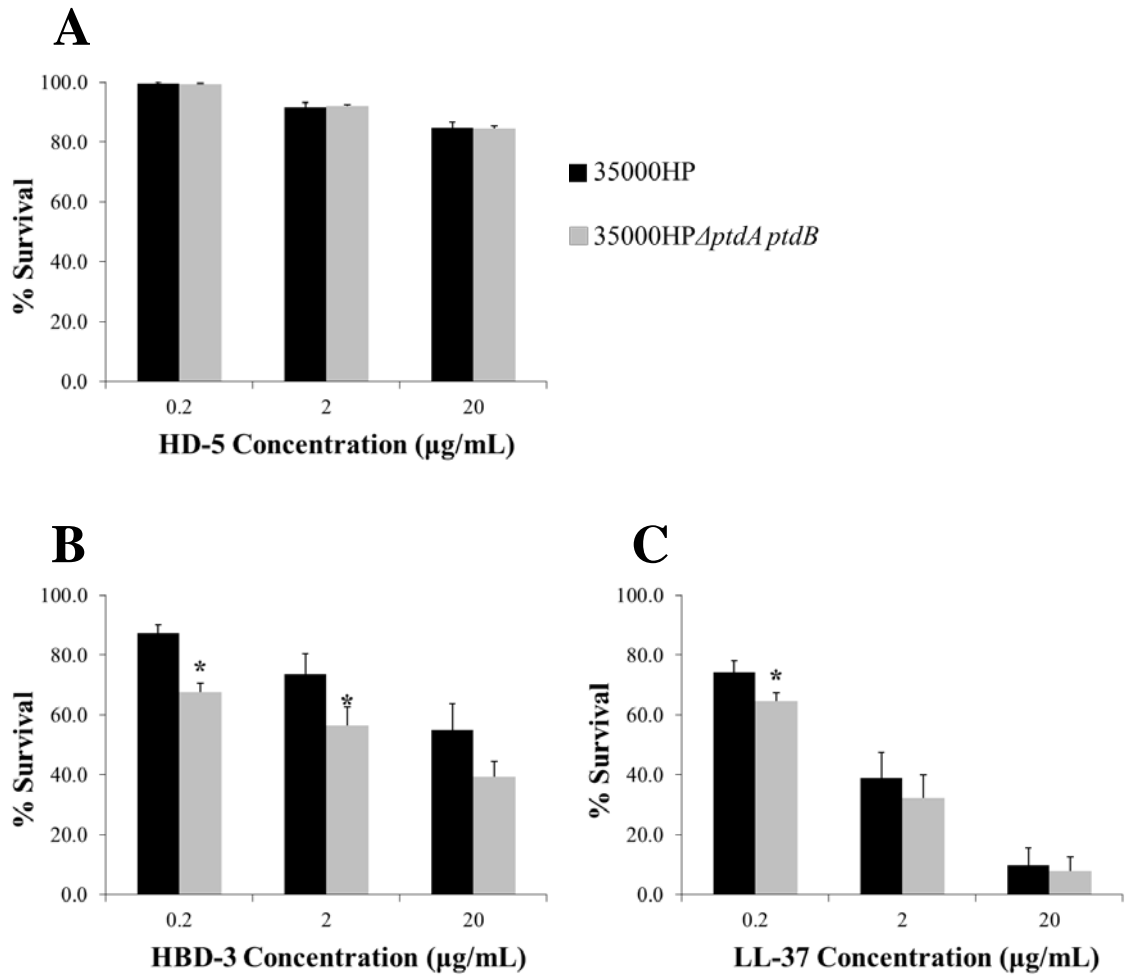 A
100.0
80.0
60.0
40.0
20.0
0.0
% Survival
0.2 2 20
HD-5 Concentration (µg/mL)
35000HP
35000HPΔptdA ptdB
B
100.0
80.0
60.0
40.0
20.0
0.0
% Survival
*
*
0.2 2 20
HBD-3 Concentration (µg/mL)
C
100.0
80.0
60.0
40.0
20.0
0.0
% Survival
*
0.2 2 20
LL-37 Concentration (µg/mL)